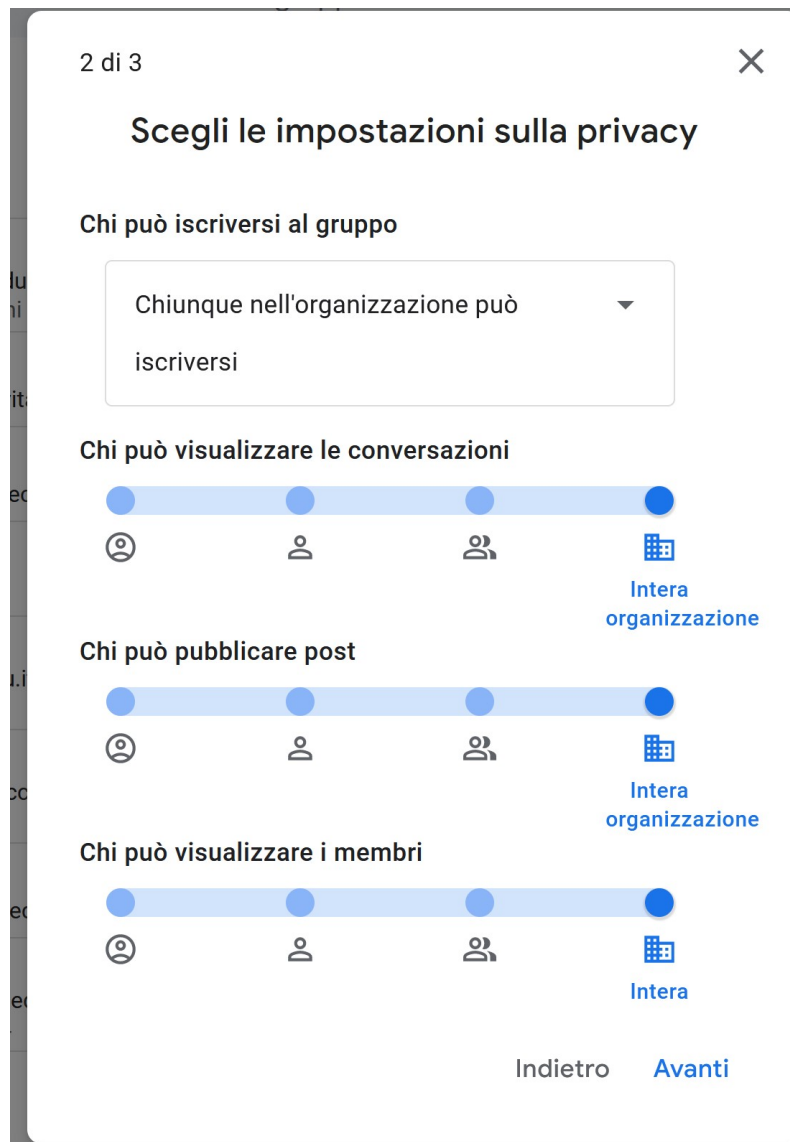 2 di 3
Scegli le impostazioni sulla privacy
Chi può iscriversi al gruppo
Chiunque nell'organizzazione può
iscriversi
Chi può visualizzare le conversazioni
Intera
organizzazione
Chi può pubblicare post
Intera
organizzazione
Chi può visualizzare i membri
Intera
Indietro Avanti